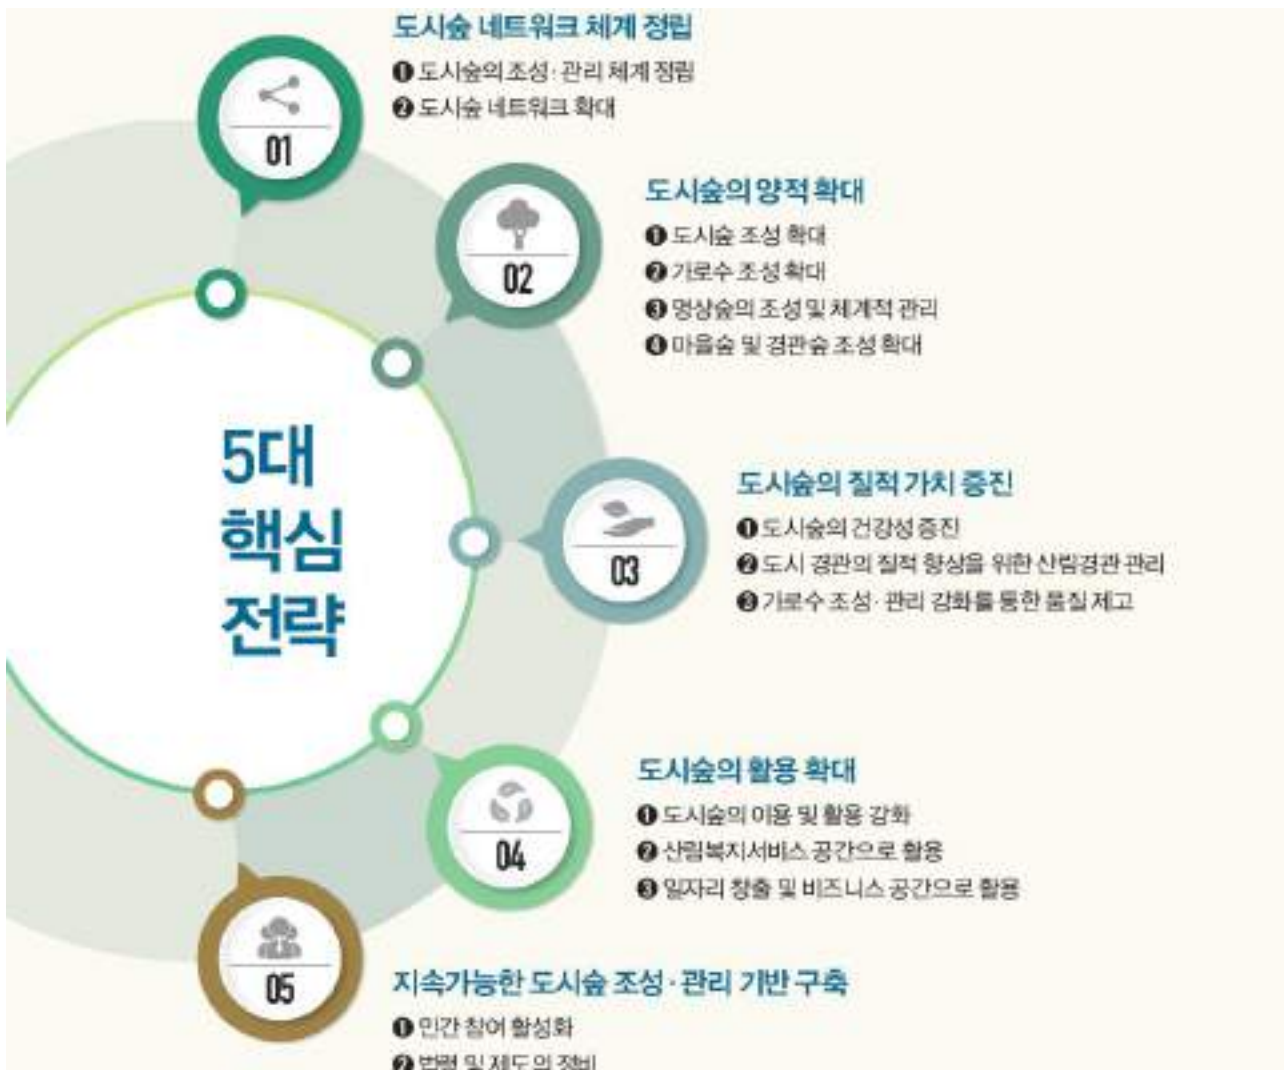 도시숲 네트워크 체계 정립
❶ 도시숲의 조성·관리 체계 정립
❷ 도시숲 네트워크 확대
01
도시숲의 양적 확대
❶ 도시숲 조성 확대
❷ 가로수 조성 확대
❸ 명상숲의 조성 및 체계적 관리
❹ 마을숲 및 경관숲 조성 확대
02
5대
핵심
전략
도시숲의 질적 가치 증진
❶ 도시숲의 건강성 증진
❷ 도시 경관의 질적 향상을 위한 산림경관 관리
❸ 가로수 조성·관리 강화를 통한 품질 제고
03
도시숲의 활용 확대
❶ 도시숲의 이용 및 활용 강화
❷ 산림복지서비스 공간으로 활용
❸ 일자리 창출 및 비즈니스 공간으로 활용
04
지속가능한 도시숲 조성·관리 기반 구축
❶ 민간 참여 활성화
❷ 법령 및 제도의 정비
05